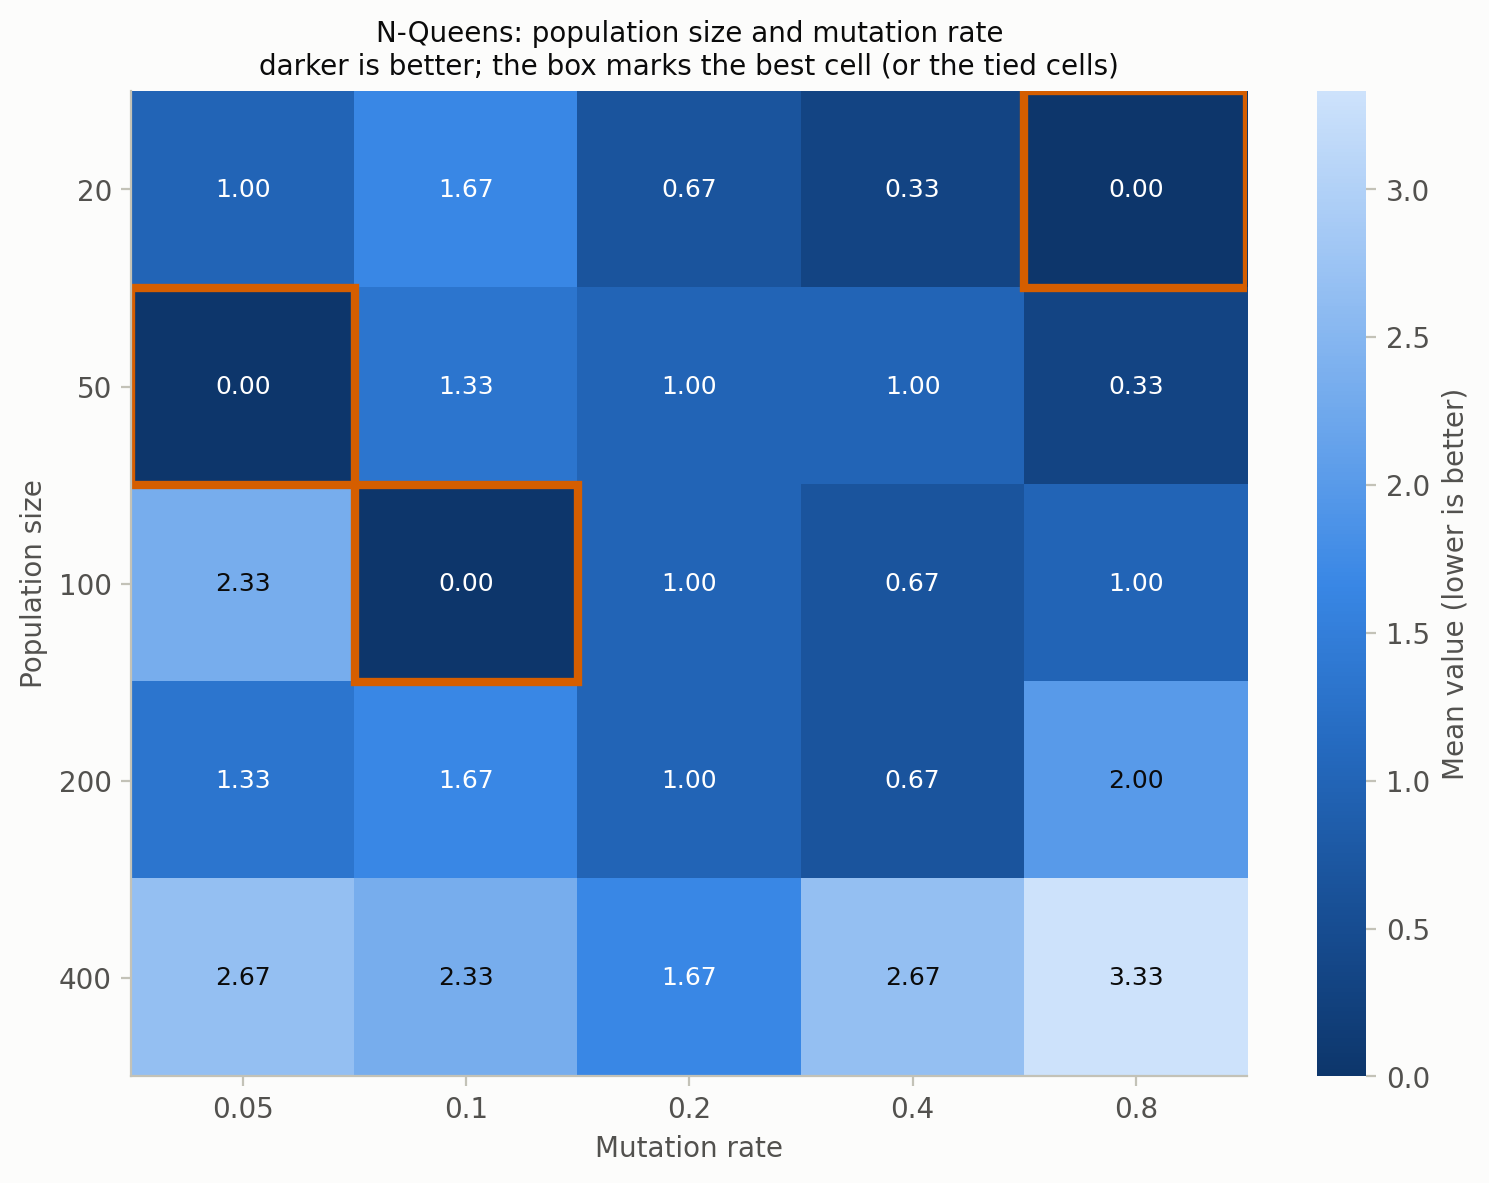 N-Queens: population size and mutation rate
darker is better; the box marks the best cell (or the tied cells)
Population size
20 1.00 1.67 0.67 0.33 0.00
50 0.00 1.33 1.00 1.00 0.33
100 2.33 0.00 1.00 0.67 1.00
200 1.33 1.67 1.00 0.67 2.00
400 2.67 2.33 1.67 2.67 3.33
0.05 0.1 0.2 0.4 0.8
Mutation rate
3.0
2.5
2.0
1.5
1.0
0.5
0.0
Mean value (lower is better)